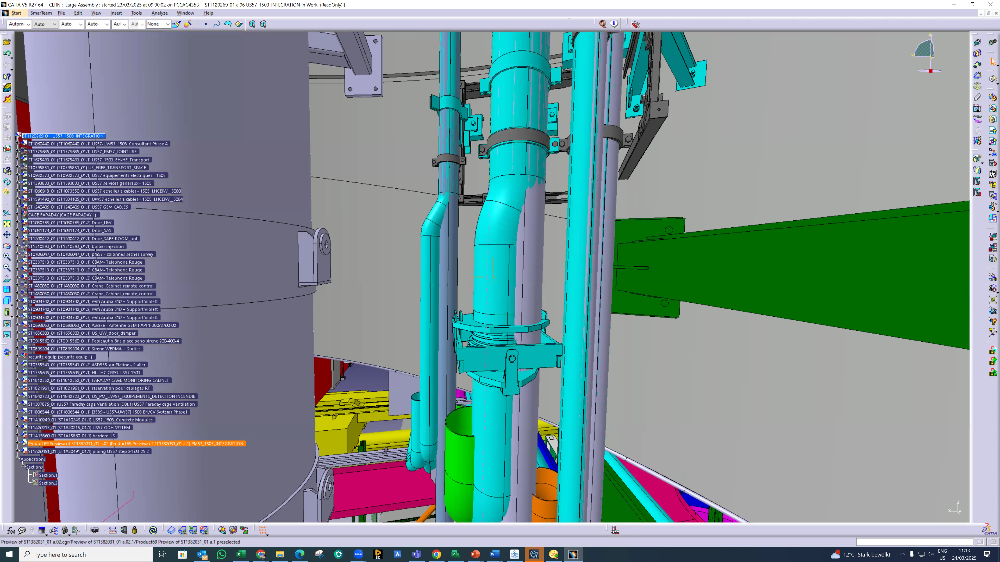 CATIA V5 R27 64 -  CERN :  Large Assembly : started 23/03/2025 at 09:00:02 on PCCAG4353 - [ST1120269_01 a.06 US57_1503_INTEGRATION In Work  (ReadOnly) ]
Start SmarTeam File Edit View Insert Tools Analyze Window Help
Automa Auto Auto Auto Aut Aut None
ST1120269_01  US57_1503_INTEGRATION
ST1060440_01 (ST1060440_01.1) US57-UW57_1503_Consultant Phase 4
ST1779685_01 (ST1779685_01.1) US57_PM57_JOINTURE
ST1675493_01 (ST1675493_01.1) US57_1503_EH-HE_Transport
ST0795851_01 (ST0795851_01) US_FREE_TRANSPORT_SPACE
ST0932373_01 (ST0932373_01.1) US57 equipements electriques - 1505
ST1393833_01 (ST1393833_01.1) US57 services generaux - 1505
ST1066918_01 (ST1073550_01.1) US57 echelles a cables - 1505  LHCEIW__5080
ST1591492_01 (ST1584105_01.1) UW57 echelles a cables - 1505  LHCEIW__5084
ST1240409_01 (ST1240409_01.1) US57 GSM CABLES
CAGE FARADAY (CAGE FARADAY.1)
ST1080769_01 (ST1080769_01.2) Door_UW
ST1081174_01 (ST1081174_01.1) Door_SAS
ST1200412_01 (ST1200412_01.1) Door_SAFE ROOM_out
ST1310293_01 (ST1310293_01.1) boitier injection
ST0706047_01 (ST0706047_01.1) pm57 - colonnes seches survey
ST0337513_01 (ST0337513_01.1) CBAM- Telephone Rouge
ST0337513_01 (ST0337513_01.2) CBAM- Telephone Rouge
ST0337513_01 (ST0337513_01.3) CBAM- Telephone Rouge
ST1480030_01 (ST1480030_01.1) Crane_Cabinet_remote_control
ST1480030_01 (ST1480030_01.2) Crane_Cabinet_remote_control
ST0904742_01 (ST0904742_01.1) Wifi Aruba 310 + Support Violett
ST0904742_01 (ST0904742_01.2) Wifi Aruba 310 + Support Violett
ST0904742_01 (ST0904742_01.3) Wifi Aruba 310 + Support Violett
ST0698053_01 (ST0698053_01.1) Awake - Antenne GSM I-APT1-380/2700-02
ST1656303_01 (ST1656303_01.1) US_UW_door_damper
ST0915560_01 (ST0915560_01.1) Tableautin Bris glace pano sirene 200-400-4
ST0899204_01 (ST0899204_01.1) Sirene WERMA + Sorties
securite equip (securite equip.1)
ST0755543_01 (ST0755543_01.2) ASD535 sur Platine - 2 aller
ST1355649_01 (ST1355649_01.1) HL-LHC CRYO US57 1503
ST1812352_01 (ST1812352_01.1) FARADAY CAGE MONITORING CABINET
ST1821961_01 (ST1821961_01.1) reservation pour cablages RF
ST1842723_01 (ST1842723_01.1) US_PM_UW57_EQUIPEMENTS_DETECTION INCENDIE
ST1387879_01 (US57 Faraday cage Ventilation (D8).1) US57 Faraday cage Ventilation
ST1806544_01 (ST1806544_01.1) [3539 - US57-UW57] 1503 EN/CV Systems Phase1
ST1A10249_01 (ST1A10249_01.1) US57_1503_Concrete Modules
ST1A20215_01 (ST1A20215_01.1) US57 ODH SYSTEM
ST1A15860_01 (ST1A15860_01.1) barriere US
Product69 Preview of ST1382031_01 a.02 (Product69 Preview of ST1382031_01 a.1) PM57_1503_INTEGRATION
ST1A20491_01 (ST1A20491_01.1) piping US57 step 24-03-25 2
Applications
Sections
Section.1
Section.2
z
x
y
z
x
y
f(x)
CATIA
Preview of ST1382031_01 a.02.cgr/Preview of ST1382031_01 a.02.1/Product69 Preview of ST1382031_01 a.1 preselected
Type here to search
zoom
SC
1
12°C  Stark bewölkt
ENG
US
11:13
24/03/2025